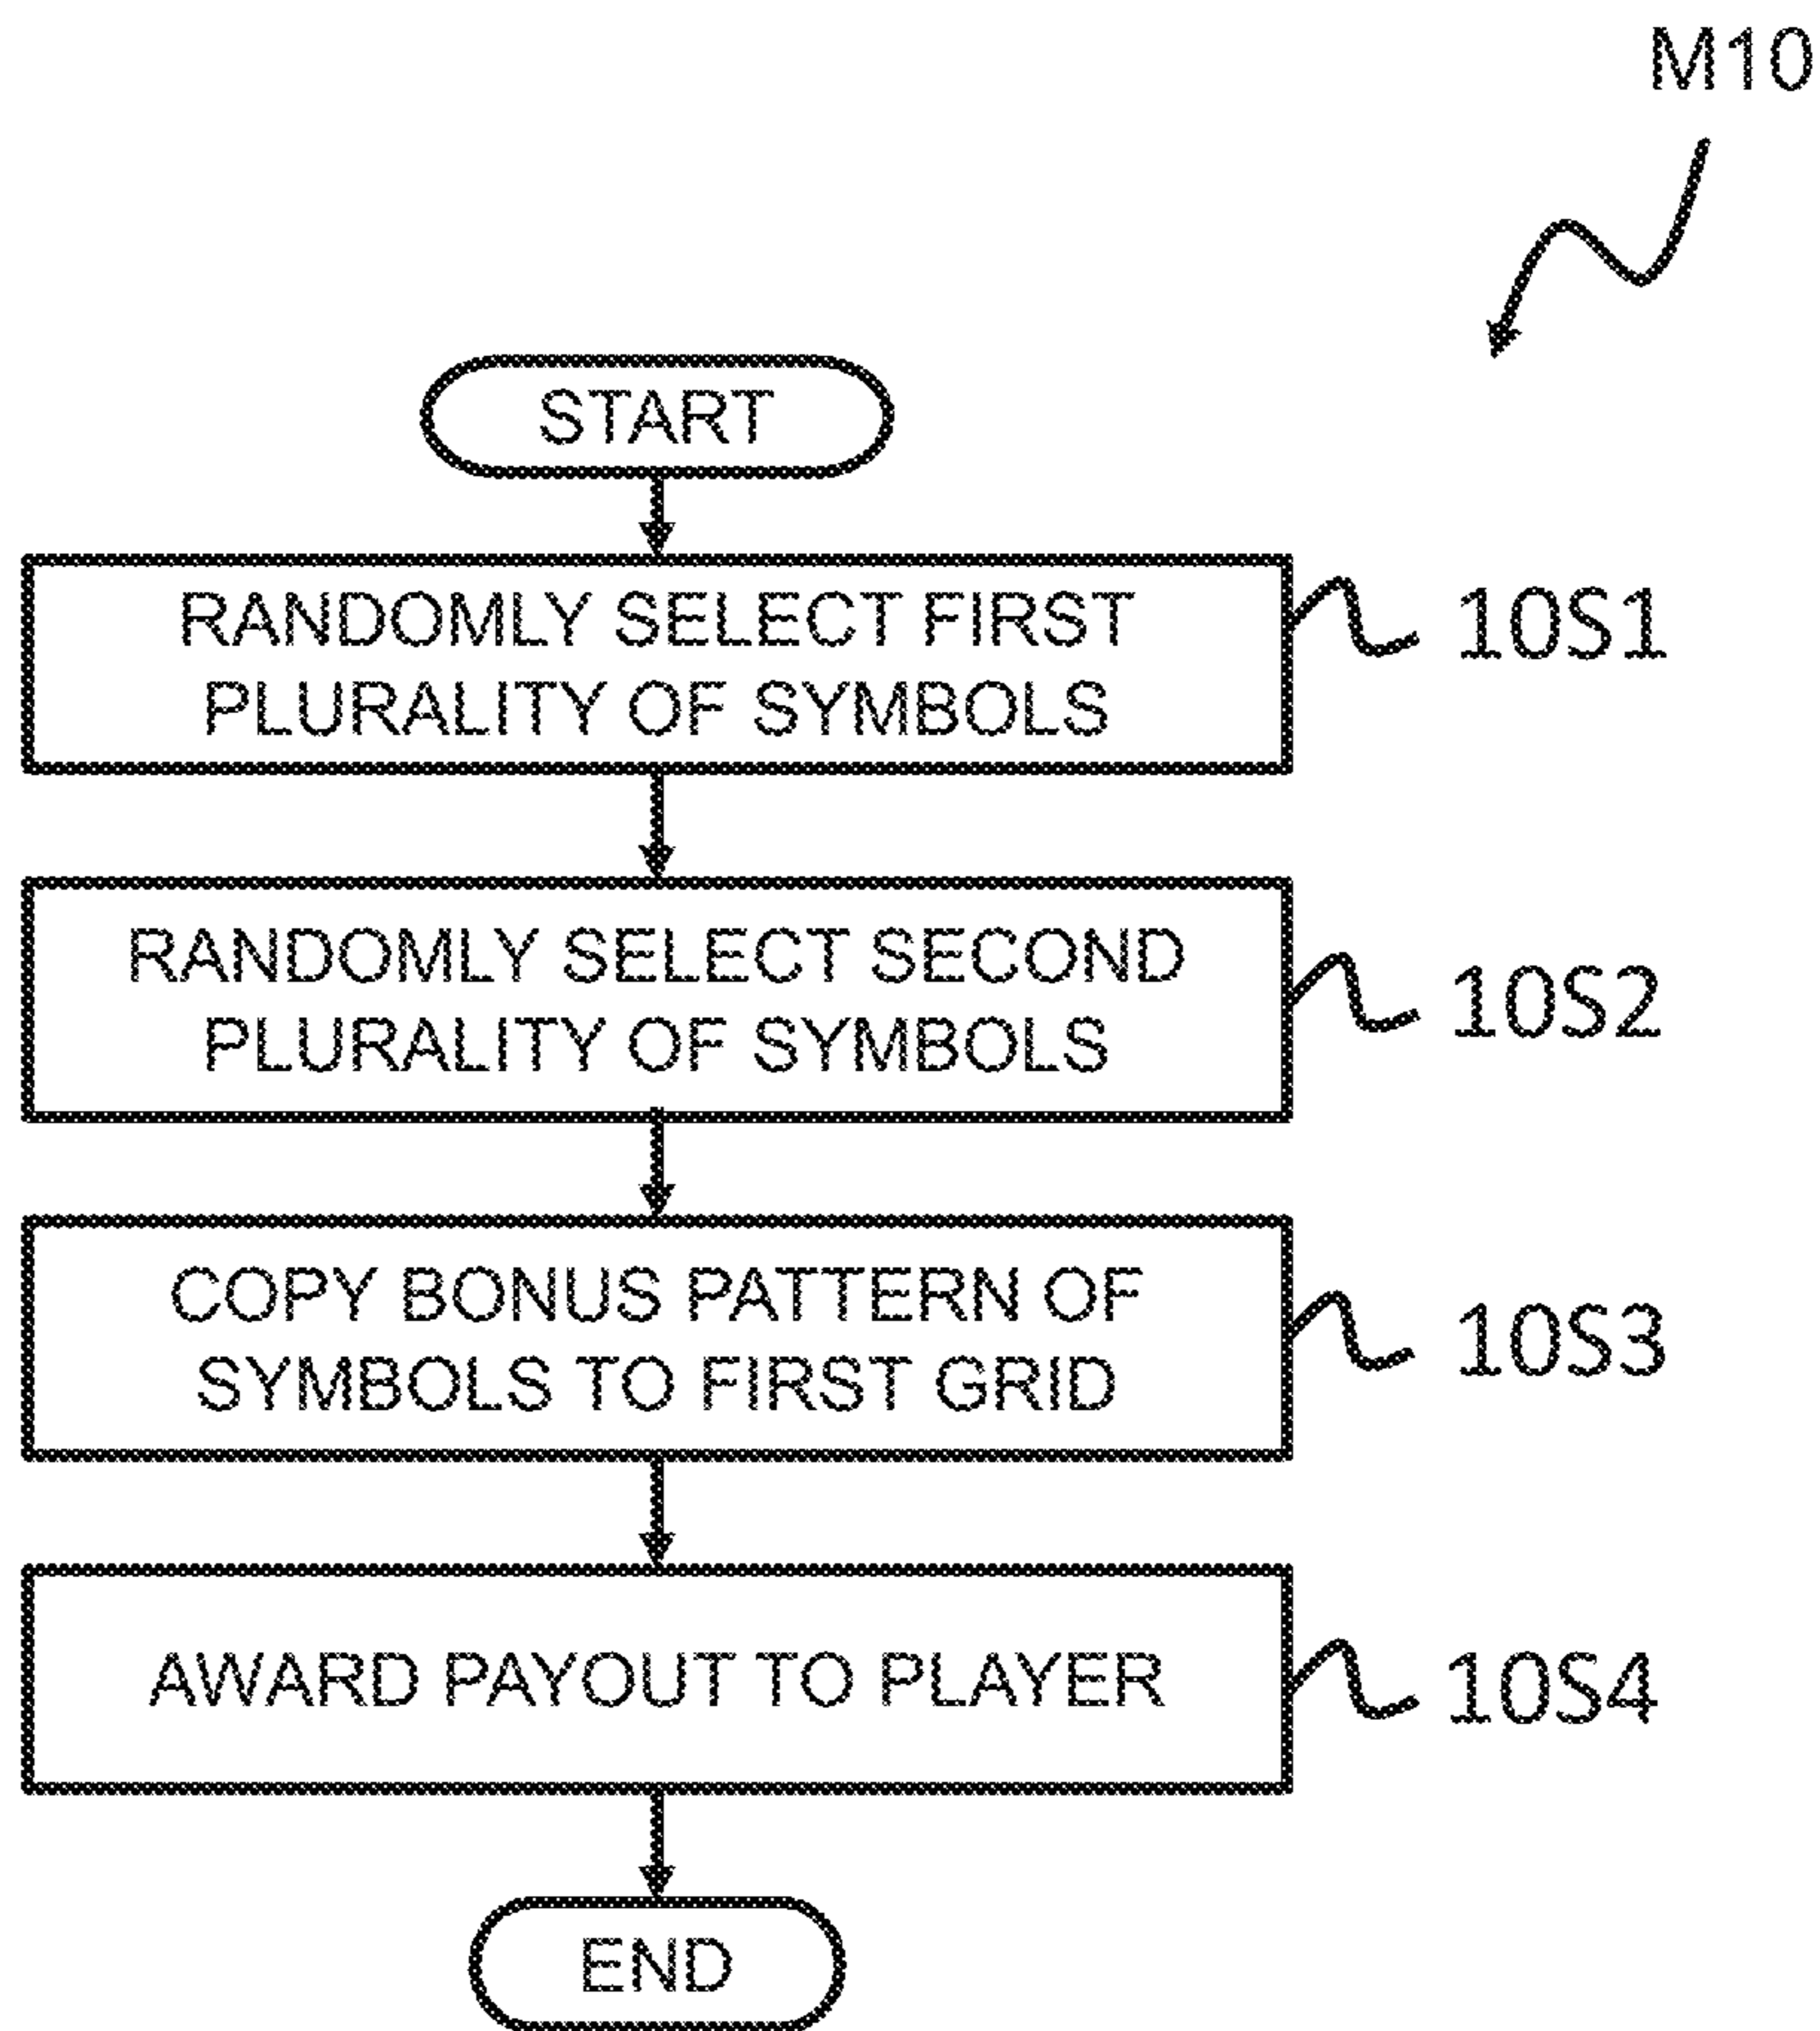 M10
START
RANDOMLY SELECT FIRST
PLURALITY OF SYMBOLS
10S1
RANDOMLY SELECT SECOND
PLURALITY OF SYMBOLS
10S2
COPY BONUS PATTERN OF
SYMBOLS TO FIRST GRID
10S3
AWARD PAYOUT TO PLAYER
10S4
END